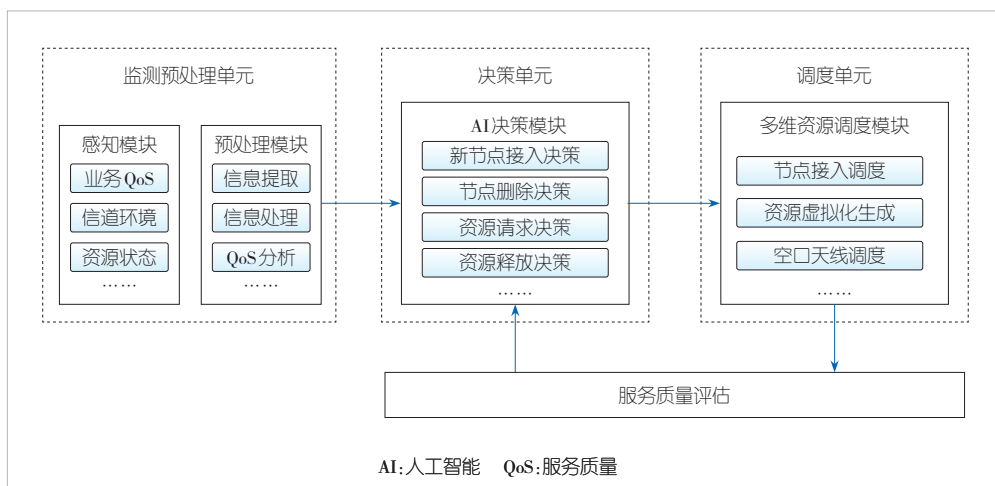 监测预处理单元
感知模块
业务QoS
信道环境
资源状态
……
预处理模块
信息提取
信息处理
QoS分析
……
决策单元
AI决策模块
新节点接入决策
节点删除决策
资源请求决策
资源释放决策
……
调度单元
多维资源调度模块
节点接入调度
资源虚拟化生成
空口天线调度
……
服务质量评估
AI:人工智能 QoS:服务质量